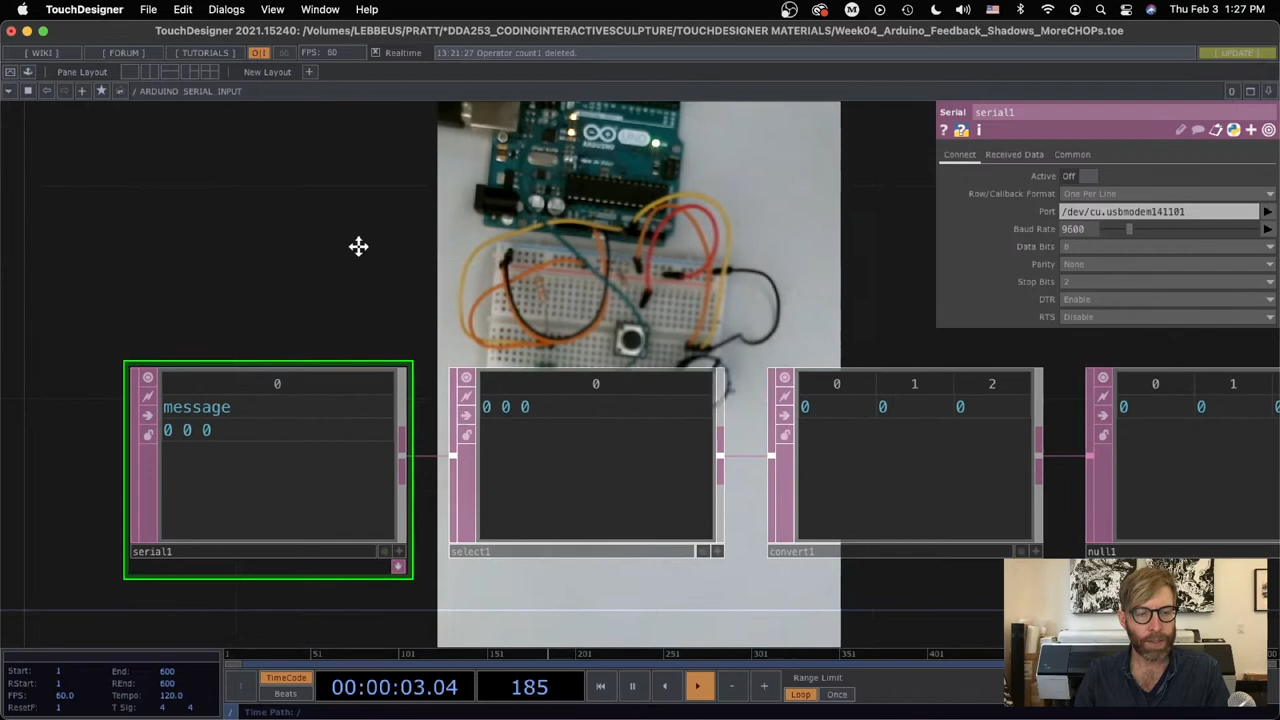 TouchDesigner File Edit Dialogs View Window Help Thu Feb 3 1:27 PM
TouchDesigner 2021.15240: /Volumes/LEBBEUS/PRATT/*DDA253_CODINGINTERACTIVESCULPTURE/TOUCHDESIGNER MATERIALS/Week04_Arduino_Feedback_Shadows_MoreCHOPs.toe
[ WIKI ] [ FORUM ] [ TUTORIALS ] O|I FPS: 60 Realtime 13:21:27 Operator count1 deleted. [ UPDATE ]
Pane Layout New Layout +
/ ARDUINO SERIAL INPUT 0
Serial serial1
? ? i
Connect Received Data Common
Active Off
Row/Callback Format One Per Line
Port /dev/cu.usbmodem141101
Baud Rate 9600
Data Bits 8
Parity None
Stop Bits 2
DTR Enable
RTS Disable
UNO
0 0 0 1 2 0 1
message 0 0 0 0 0 0 0 0
0 0 0
serial1 select1 convert1 null1
1 51 101 151 201 251 301 351 401
Start: 1 End: 600
RStart: 1 REnd: 600
FPS: 60.0 Tempo: 120.0
ResetF: 1 T Sig: 4 4
TimeCode
Beats
00:00:03.04 185
Range Limit
Loop Once
/ Time Path: /